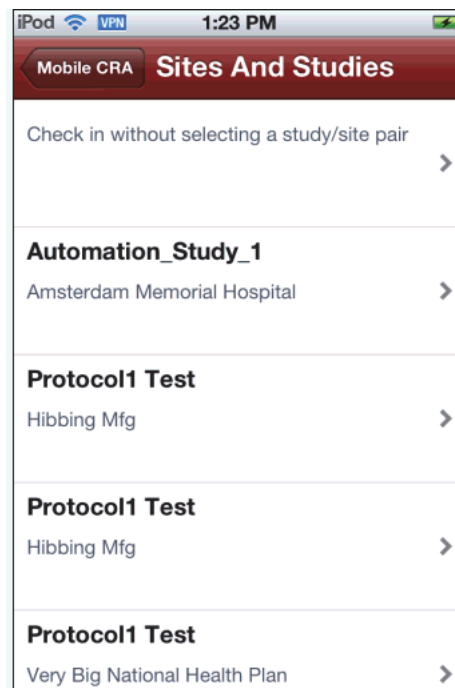 iPod VPN 1:23 PM
Mobile CRA Sites And Studies
Check in without selecting a study/site pair
Automation_Study_1
Amsterdam Memorial Hospital
Protocol1 Test
Hibbing Mfg
Protocol1 Test
Hibbing Mfg
Protocol1 Test
Very Big National Health Plan